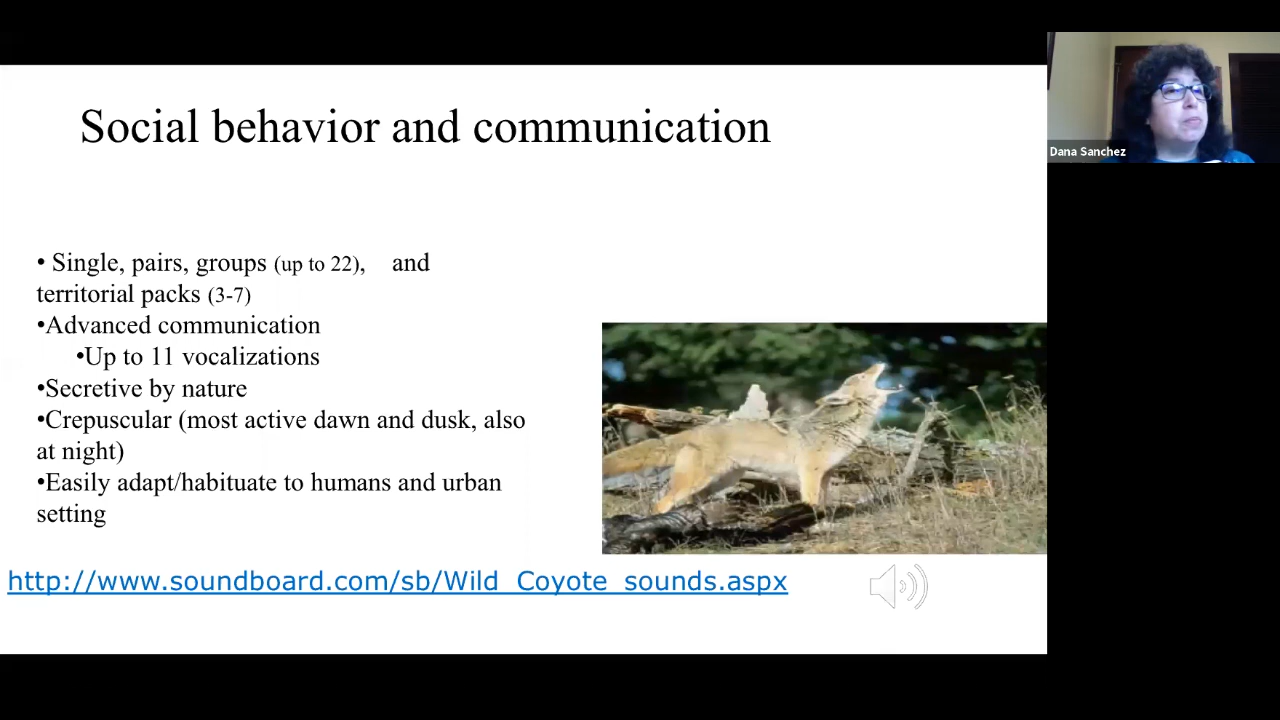 Social behavior and communication
Dana Sanchez
• Single, pairs, groups (up to 22), and
territorial packs (3-7)
•Advanced communication
•Up to 11 vocalizations
•Secretive by nature
•Crepuscular (most active dawn and dusk, also
at night)
•Easily adapt/habituate to humans and urban
setting
http://www.soundboard.com/sb/Wild_Coyote_sounds.aspx